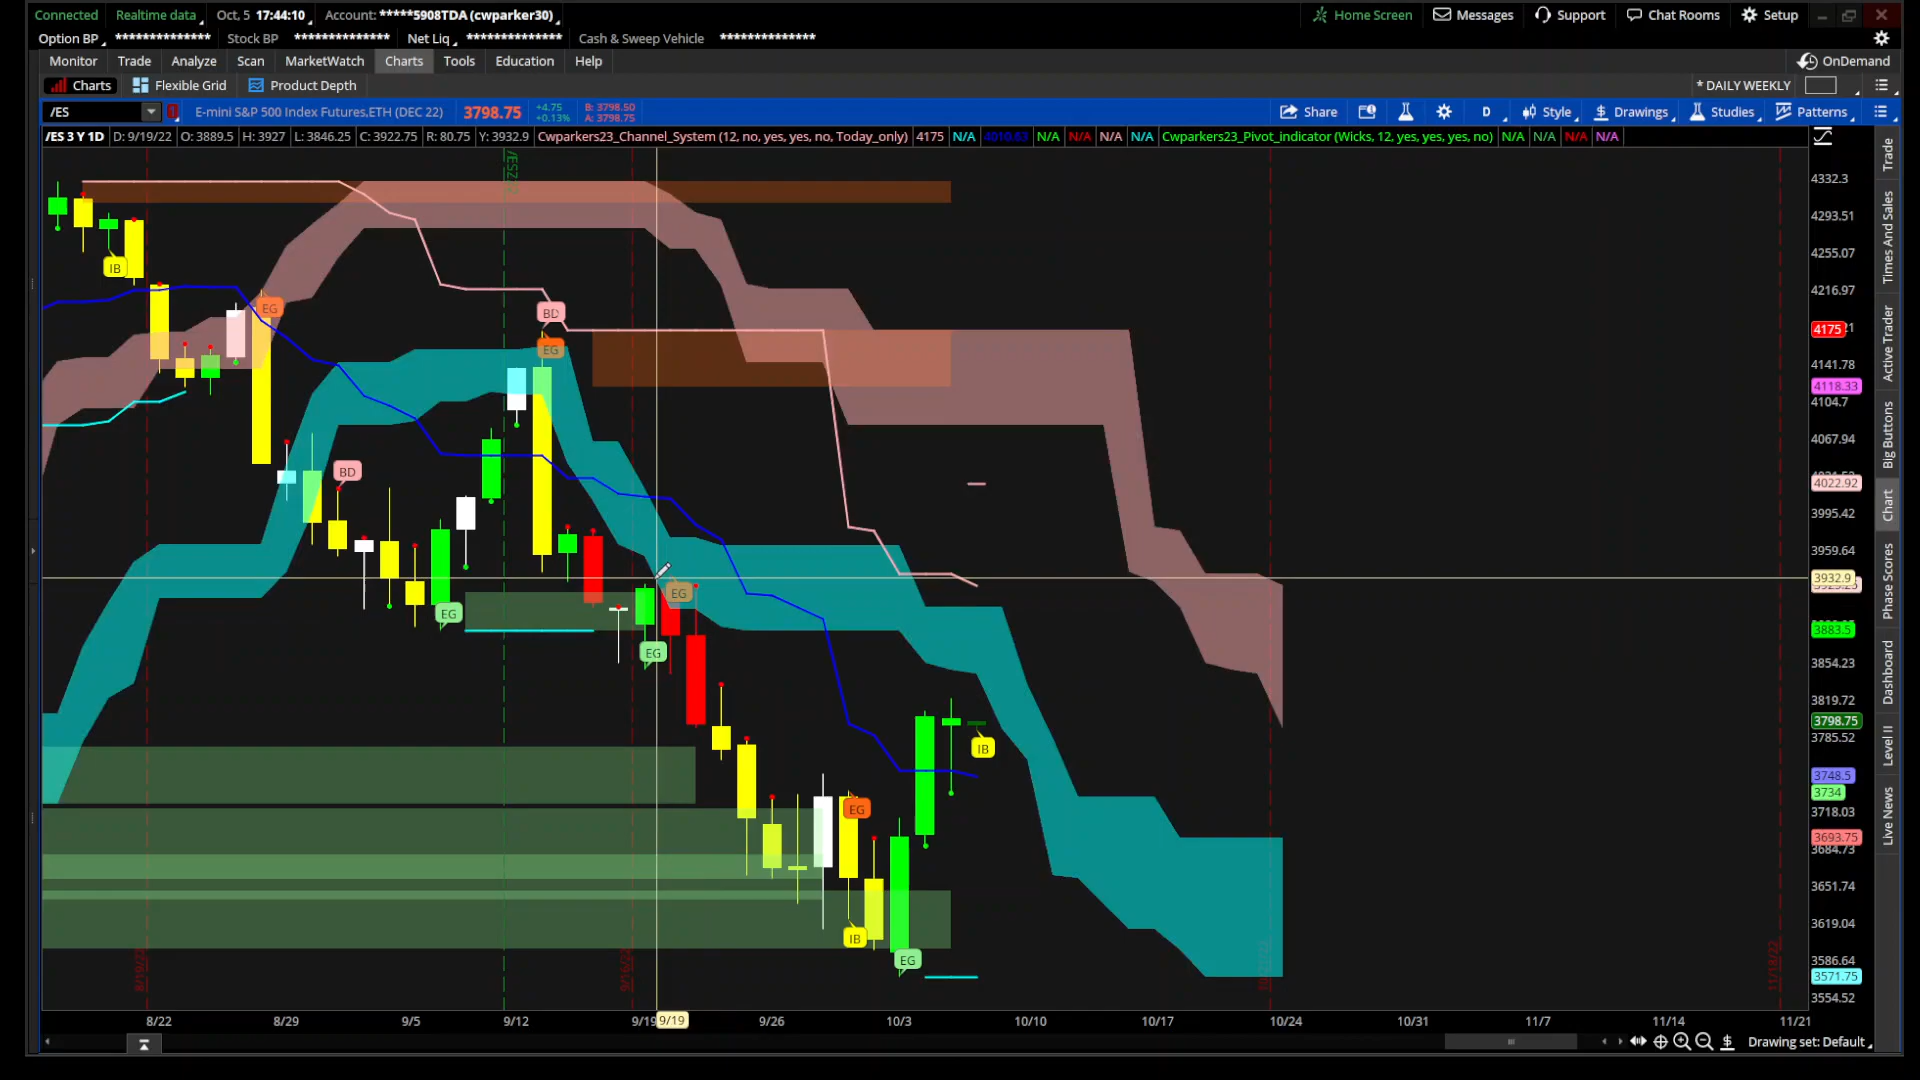 Connected Realtime data Oct, 5 17:44:10 Account: *****5908TDA (cwparker30) Home Screen Messages Support Chat Rooms Setup
Option BP ************** Stock BP ************** Net Liq ************** Cash & Sweep Vehicle **************
Monitor Trade Analyze Scan MarketWatch Charts Tools Education Help OnDemand
Charts Flexible Grid Product Depth * DAILY WEEKLY
/ES E-mini S&P 500 Index Futures,ETH (DEC 22) 3798.75 +4.75 +0.13% B: 3798.50 A: 3798.75 Share D Style Drawings Studies Patterns
/ES 3 Y 1D D: 9/19/22 O: 3889.5 H: 3927 L: 3846.25 C: 3922.75 R: 80.75 Y: 3932.9 Cwparkers23_Channel_System (12, no, yes, yes, no, Today_only) 4175 N/A N/A N/A N/A N/A Cwparkers23_Pivot_indicator (Wicks, 12, yes, yes, yes, no) N/A N/A N/A N/A
/ESZ22
IB
EG
BD
BD
EG
EG
EG
EG
EG
IB
EG
IB
EG
8/19/22
9/16/22
11/18/22
4332.3
4293.51
4255.07
4216.97
4175
4141.78
4118.33
4104.7
4067.94
4022.92
3995.42
3959.64
3932.9
3883.5
3854.23
3819.72
3798.75
3785.52
3748.5
3734
3718.03
3693.75
3684.73
3651.74
3619.04
3586.64
3571.75
3554.52
8/22 8/29 9/5 9/12 9/19 9/19 9/26 10/3 10/10 10/17 10/24 10/31 11/7 11/14 11/21
Drawing set: Default
Trade
Times And Sales
Active Trader
Big Buttons
Chart
Phase Scores
Dashboard
Level II
Live News